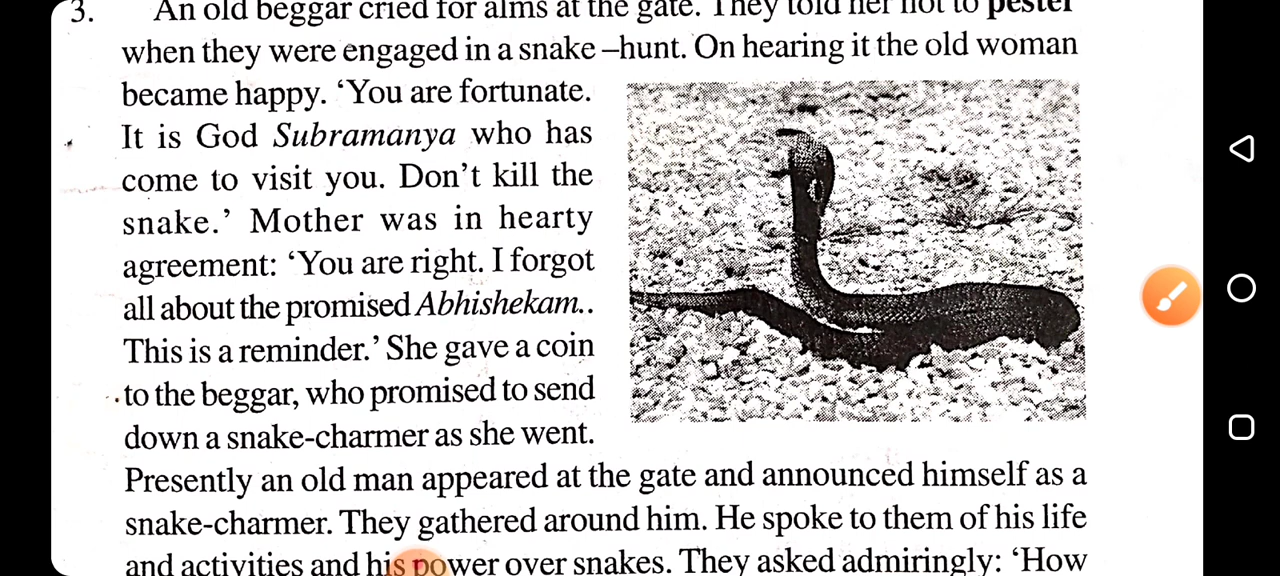 3. An old beggar cried for alms at the gate. They told her not to pester
when they were engaged in a snake –hunt. On hearing it the old woman
became happy. ‘You are fortunate.
It is God Subramanya who has
come to visit you. Don’t kill the
snake.’ Mother was in hearty
agreement: ‘You are right. I forgot
all about the promised Abhishekam..
This is a reminder.’ She gave a coin
to the beggar, who promised to send
down a snake-charmer as she went.
Presently an old man appeared at the gate and announced himself as a
snake-charmer. They gathered around him. He spoke to them of his life
and activities and his power over snakes. They asked admiringly: ‘How